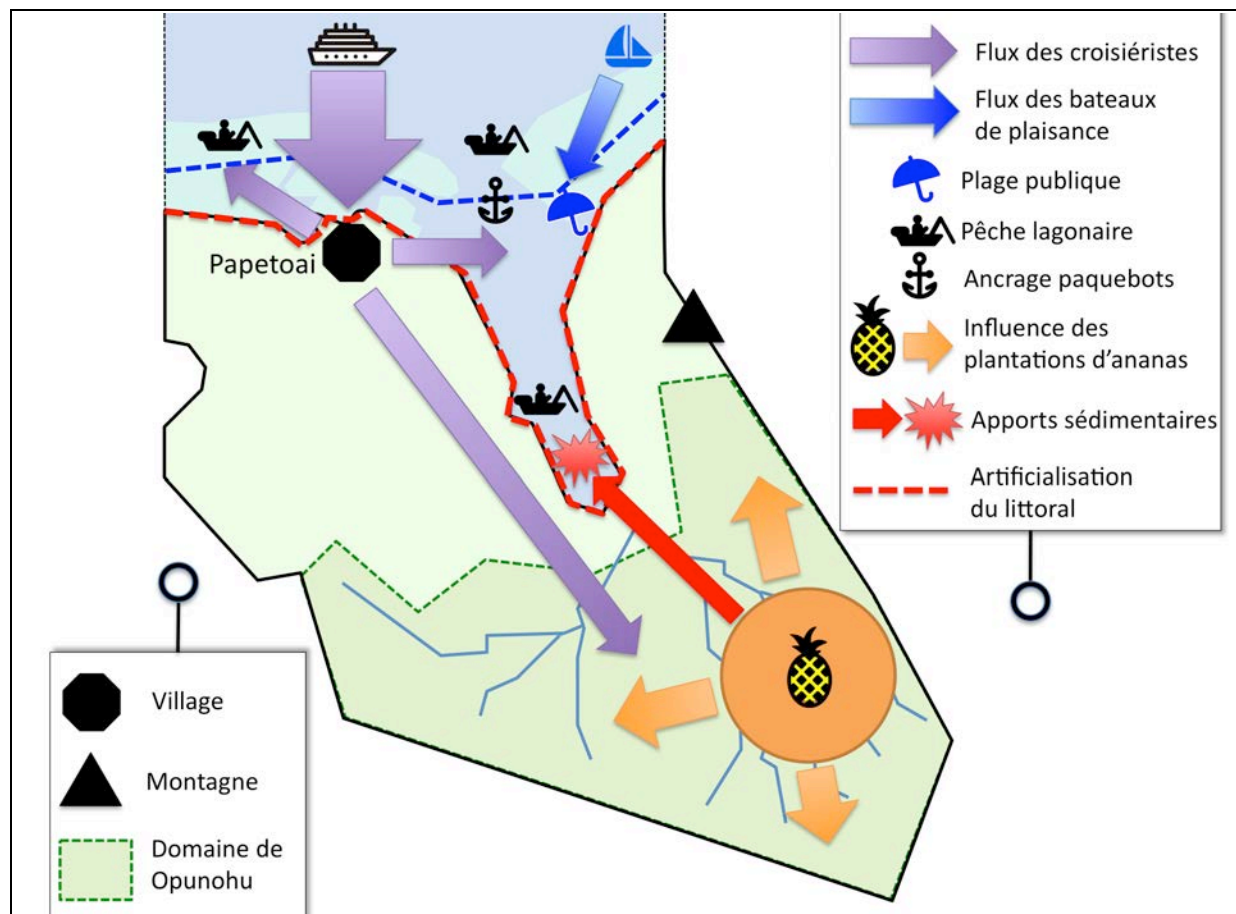 Papetoai
Flux des croisiéristes
Flux des bateaux
de plaisance
Plage publique
Pêche lagonaire
Ancrage paquebots
Influence des
plantations d'ananas
Apports sédimentaires
Artificialisation
du littoral
Village
Montagne
Domaine de
Opunohu